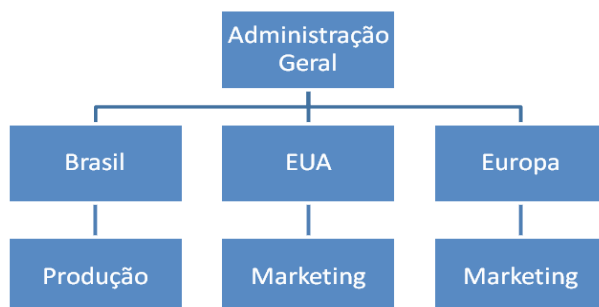 Administração
Geral
Brasil
EUA
Europa
Produção
Marketing
Marketing